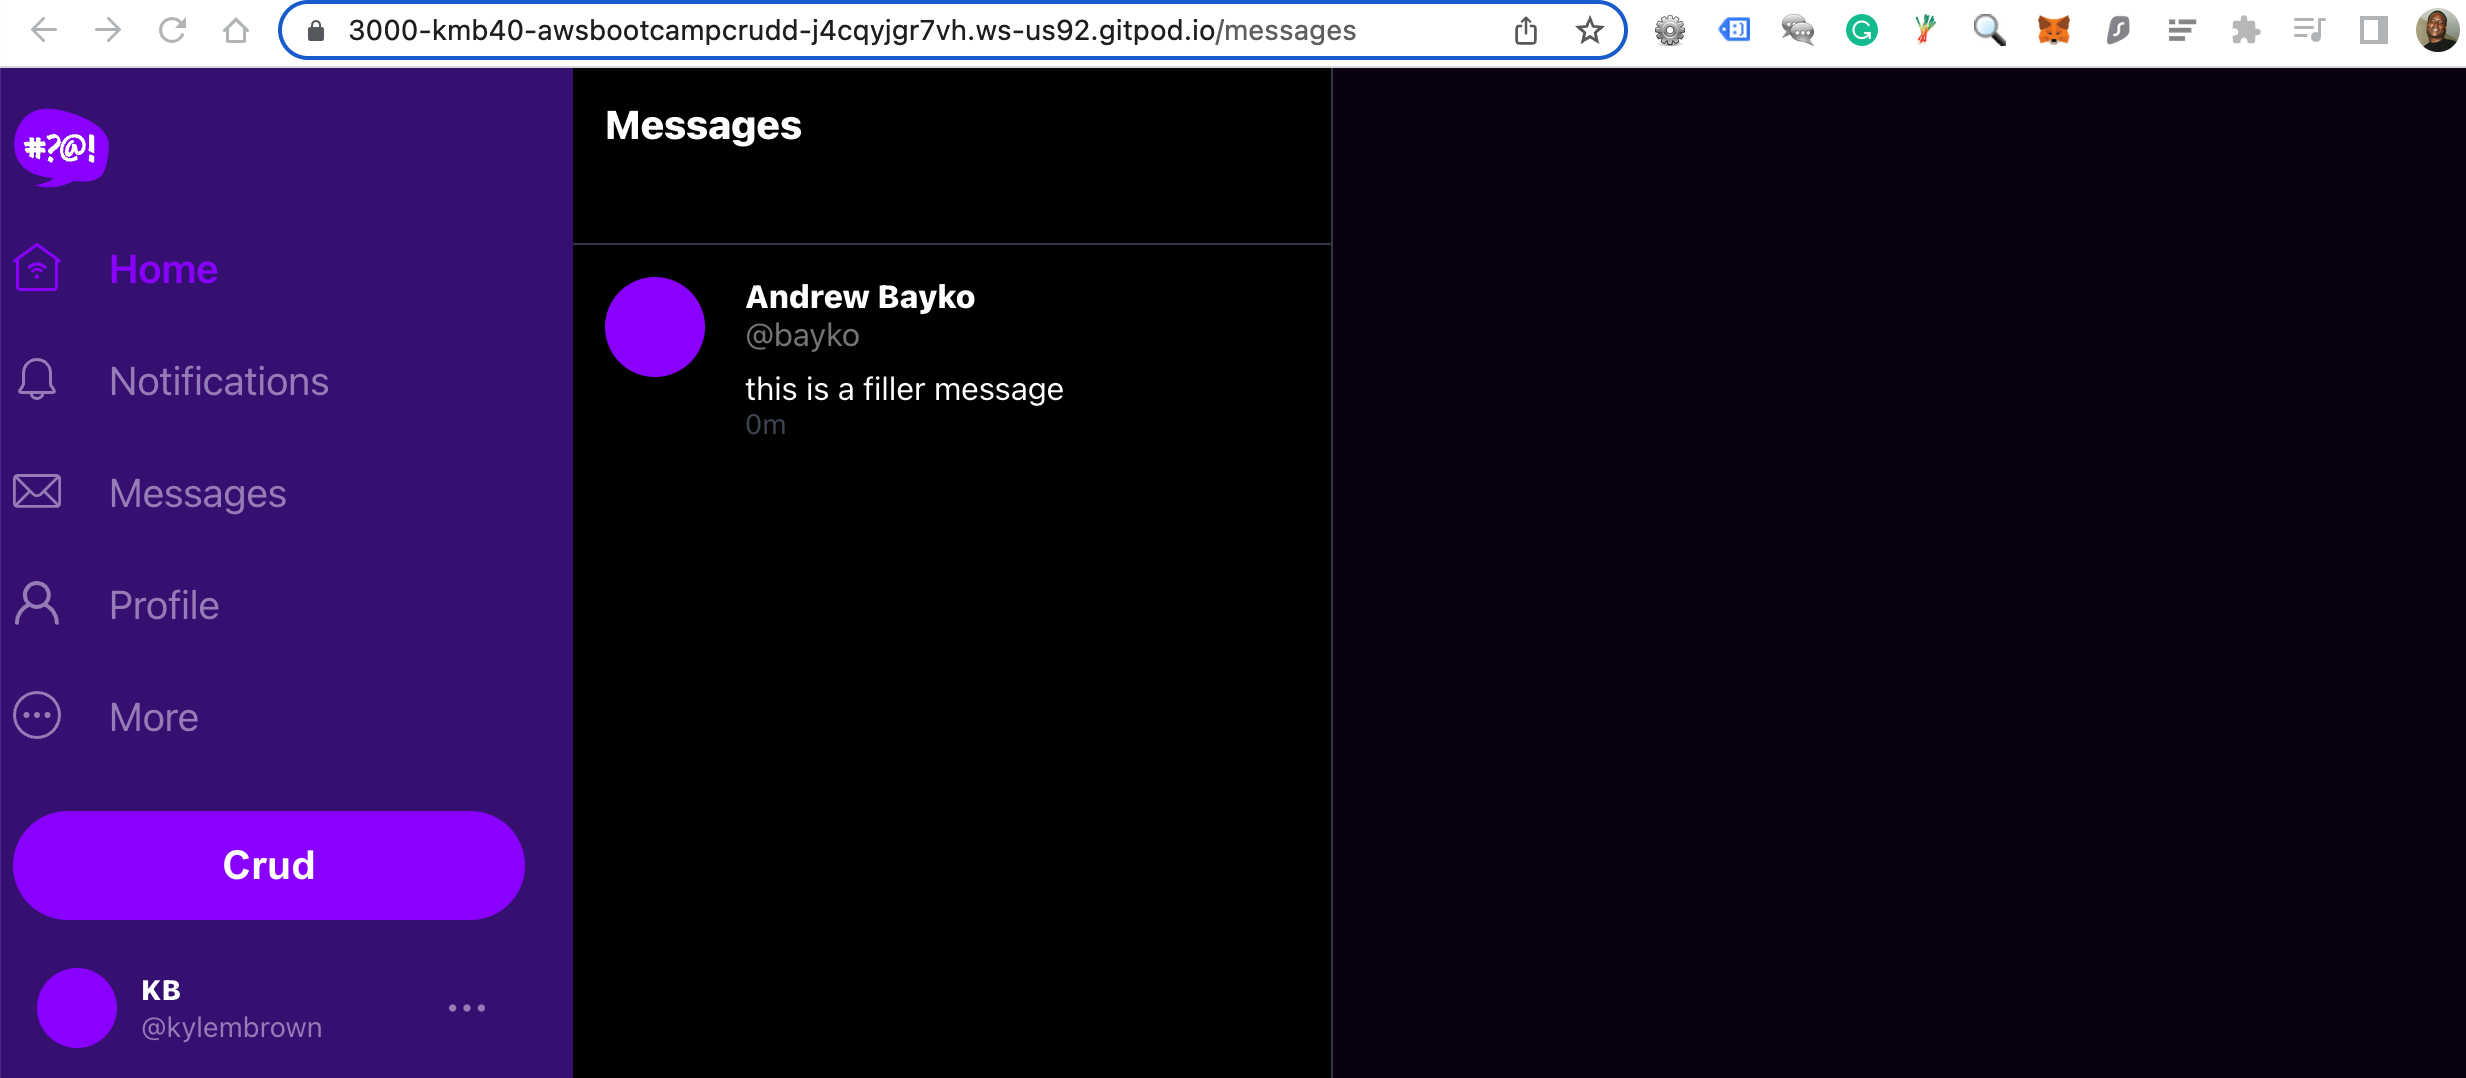 3000-kmb40-awsbootcampcrudd-j4cqyjgr7vh.ws-us92.gitpod.io/messages
#?@!
Home
Notifications
Messages
Profile
More
Crud
KB
@kylembrown
Messages
Andrew Bayko
@bayko
this is a filler message
0m